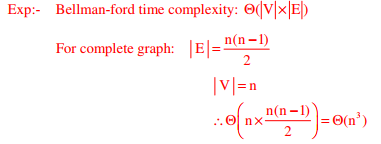 Exp:- Bellman-ford time complexity: Θ(|V|×|E|)
For complete graph: |E| = n(n−1)/2
|V| = n
∴ Θ(n × n(n−1)/2) = Θ(n³)